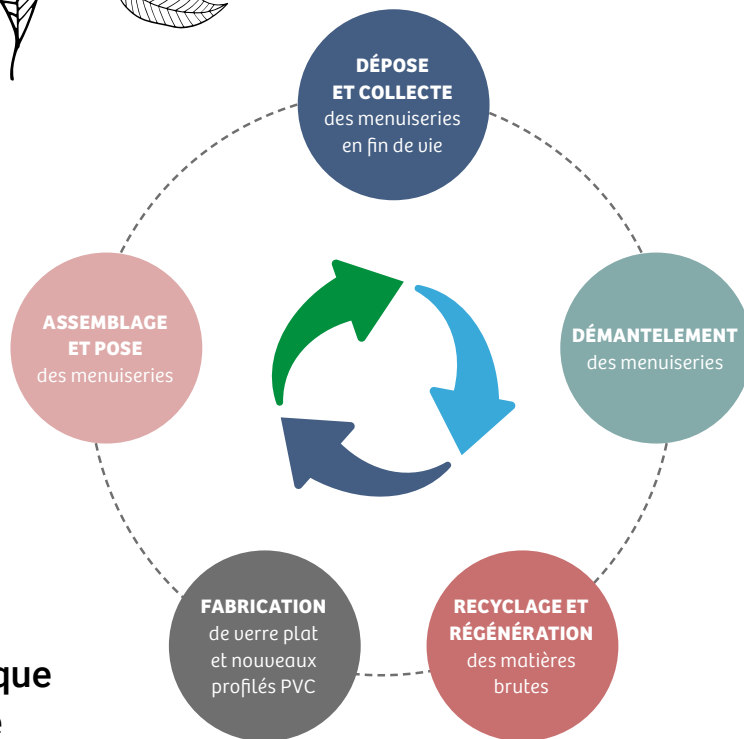 DÉPOSE
ET COLLECTE
des menuiseries
en fin de vie
DÉMANTELEMENT
des menuiseries
RECYCLAGE ET
RÉGÉNÉRATION
des matières
brutes
FABRICATION
de verre plat
et nouveaux
profilés PVC
ASSEMBLAGE
ET POSE
des menuiseries
que